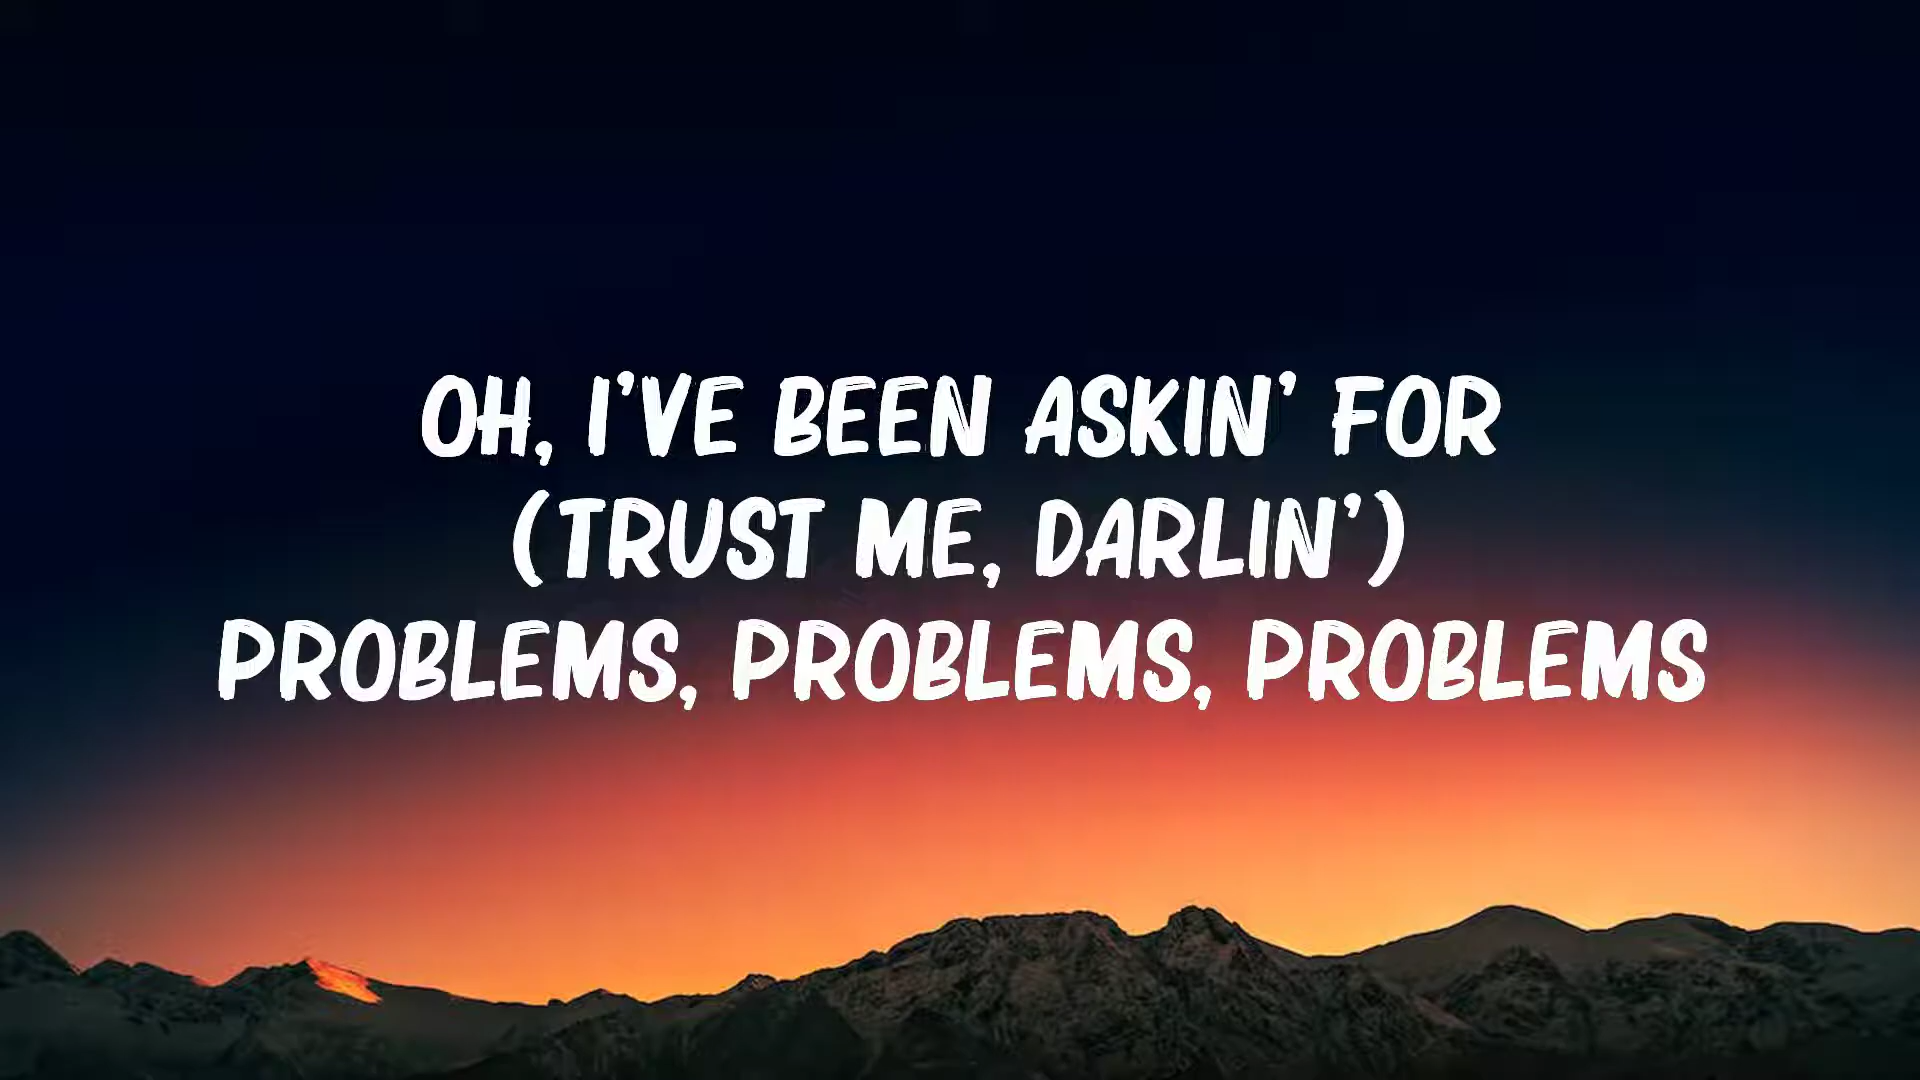 OH, I'VE BEEN ASKIN' FOR
(TRUST ME, DARLIN')
PROBLEMS, PROBLEMS, PROBLEMS